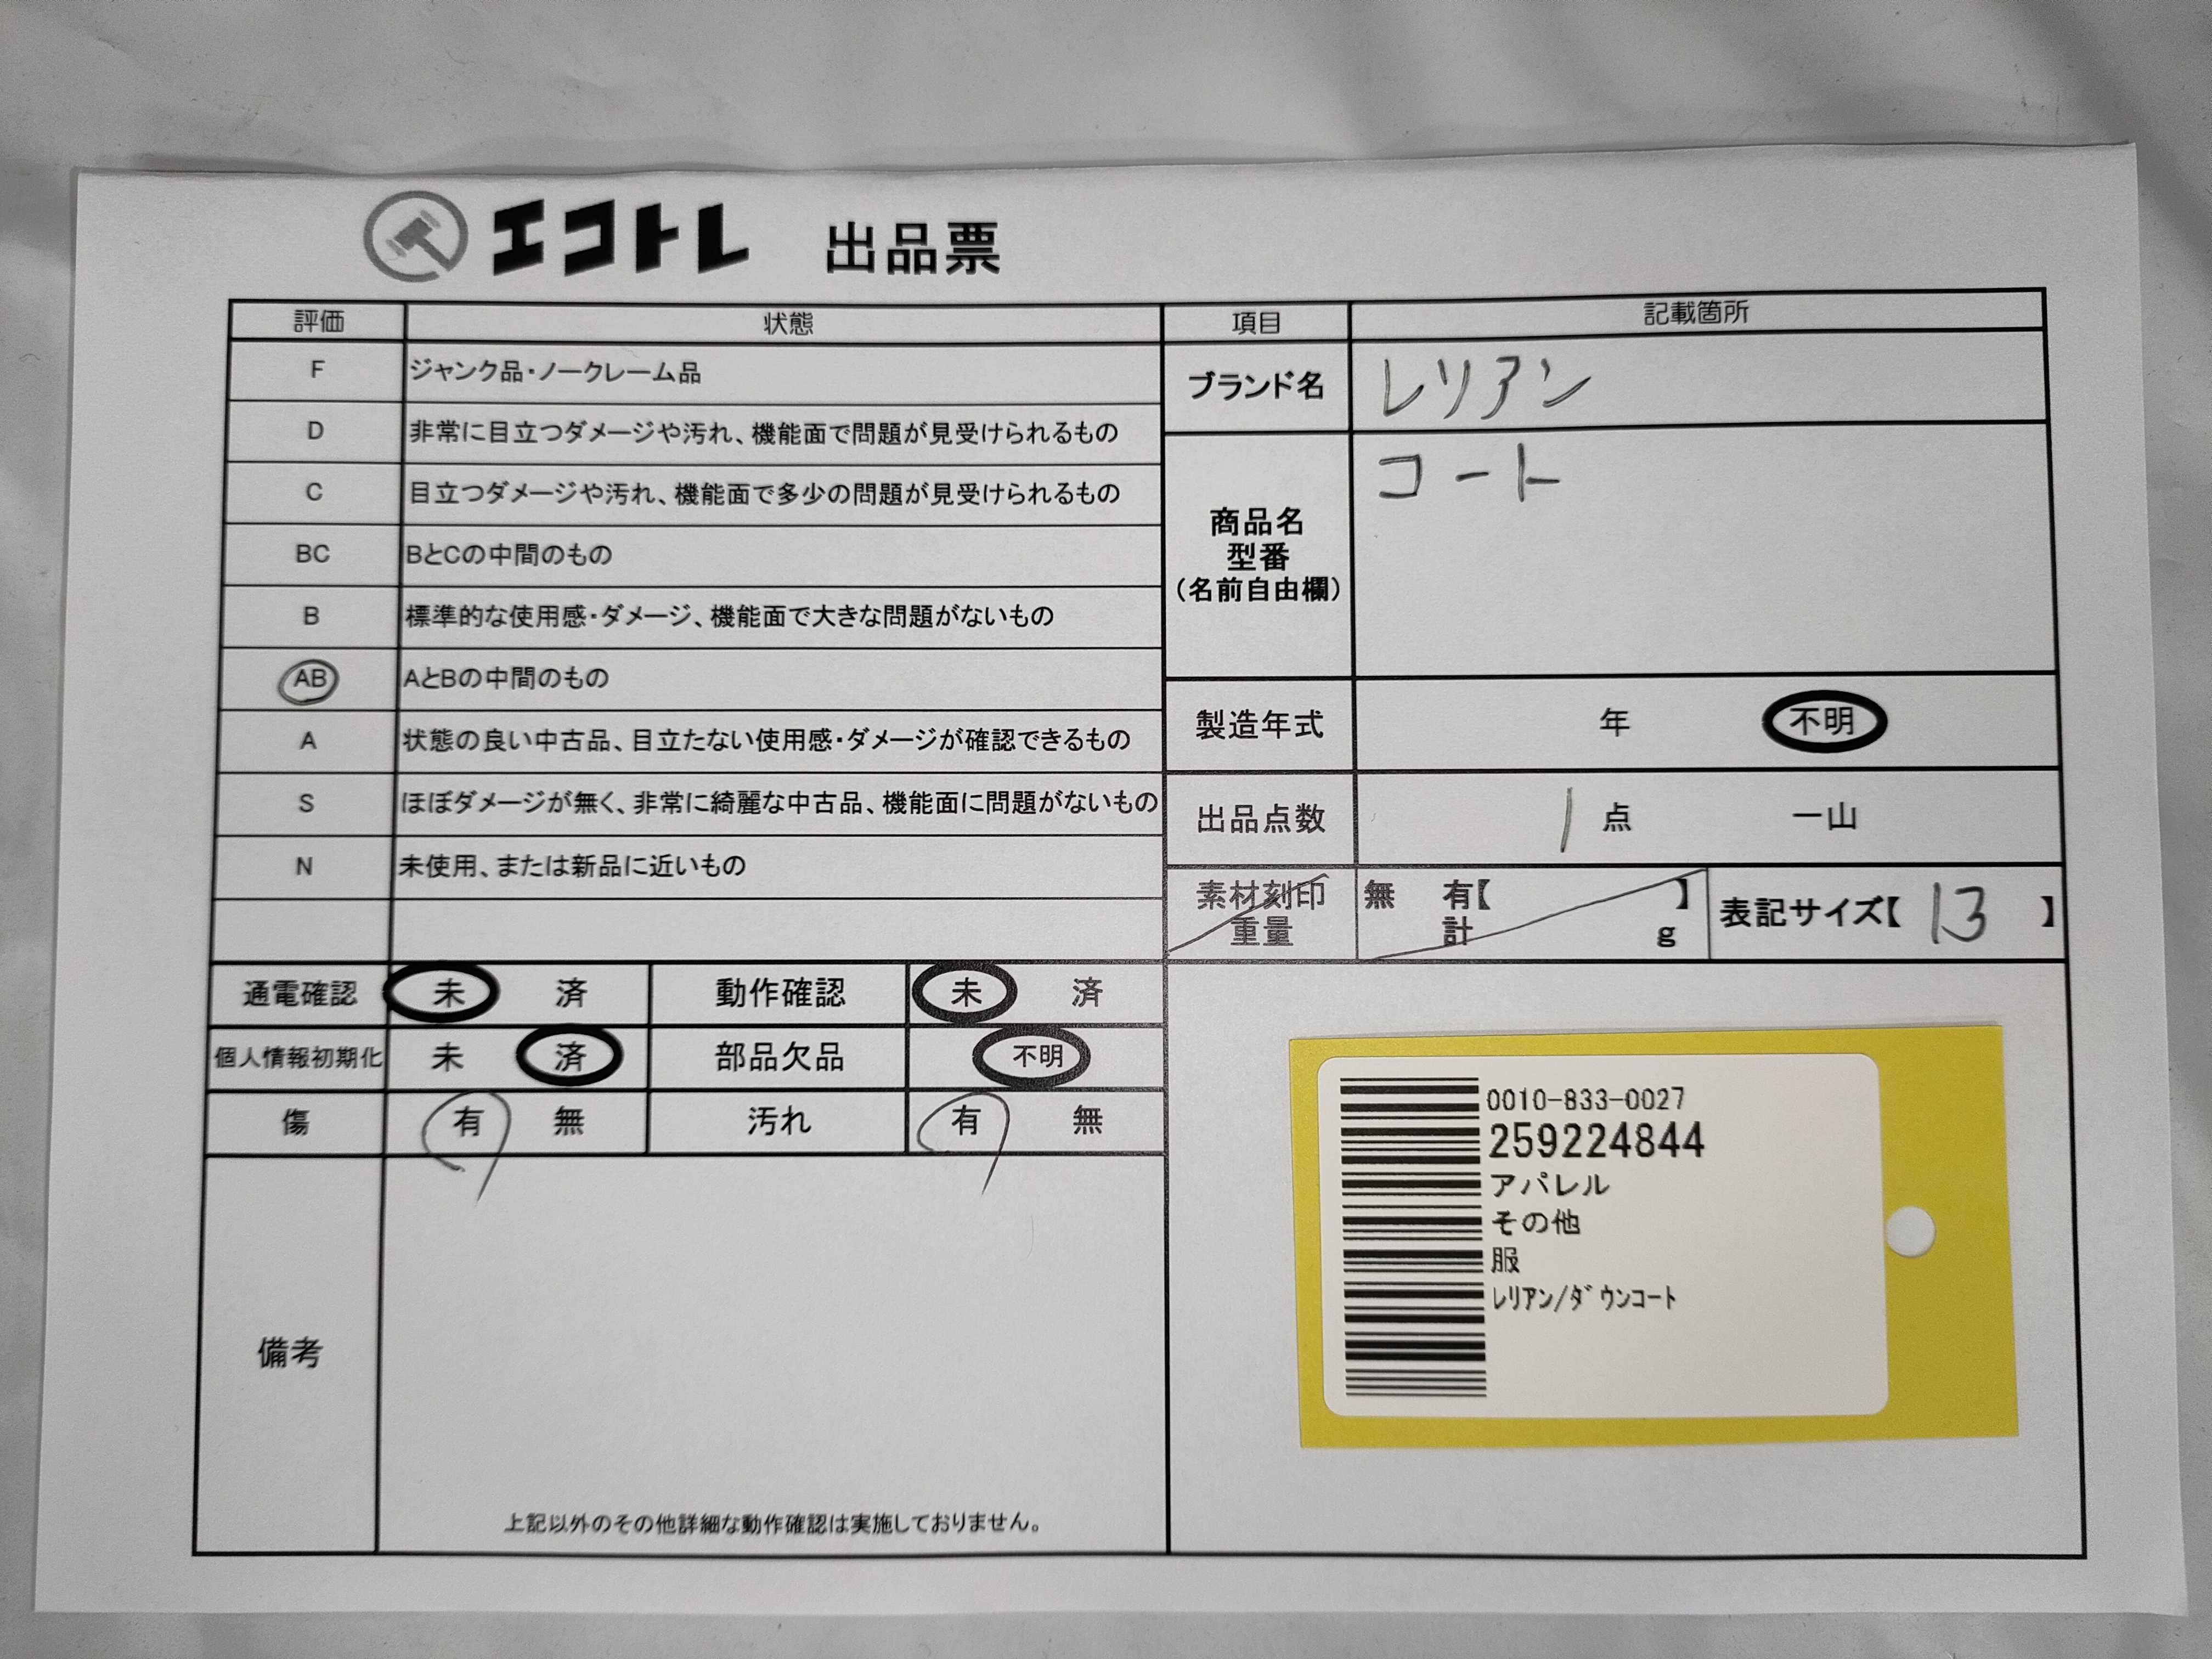 エコトレ 出品票
評価 状態
F ジャンク品・ノークレーム品
D 非常に目立つダメージや汚れ、機能面で問題が見受けられるもの
C 目立つダメージや汚れ、機能面で多少の問題が見受けられるもの
BC BとCの中間のもの
B 標準的な使用感・ダメージ、機能面で大きな問題がないもの
AB AとBの中間のもの
A 状態の良い中古品、目立たない使用感・ダメージが確認できるもの
S ほぼダメージが無く、非常に綺麗な中古品、機能面に問題がないもの
N 未使用、または新品に近いもの
通電確認 未 済 動作確認 未 済
個人情報初期化 未 済 部品欠品 不明
傷 有 無 汚れ 有 無
備考
上記以外のその他詳細な動作確認は実施しておりません。
項目 記載箇所
ブランド名 レリアン
商品名
型番
(名前自由欄)
コート
製造年式 年 不明
出品点数 1 点 一山
素材刻印 無 有【 】
重量 計 g
表記サイズ【 13 】
0010-833-0027
259224844
アパレル
その他
服
ﾚﾘｱﾝ/ﾀﾞｳﾝｺｰﾄ